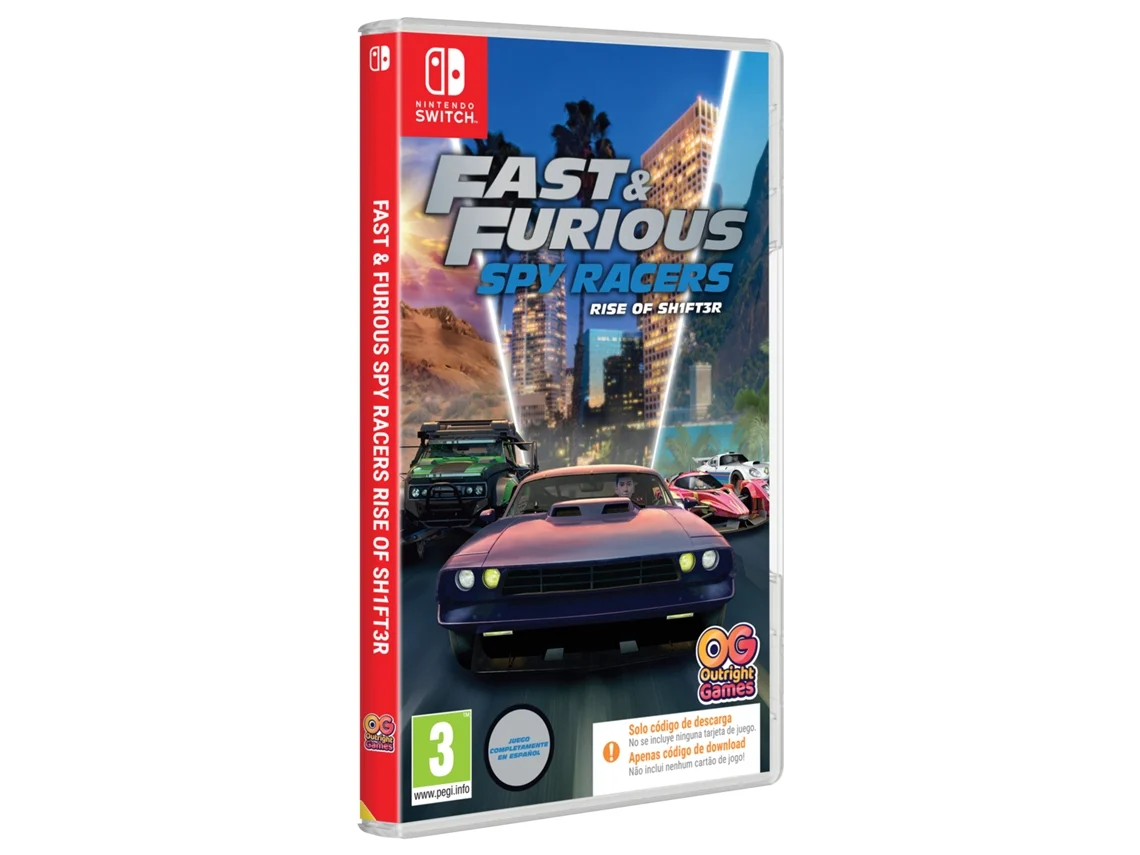 NINTENDO
SWITCH™
FAST &
FURIOUS
SPY RACERS
RISE OF SH1FT3R
FAST & FURIOUS SPY RACERS RISE OF SH1FT3R
OG
Outright
Games
OG
Outright
Games
3
www.pegi.info
JUEGO
COMPLETAMENTE
EN ESPAÑOL
!
Solo código de descarga
No se incluye ninguna tarjeta de juego.
Apenas código de download
Não inclui nenhum cartão de jogo!